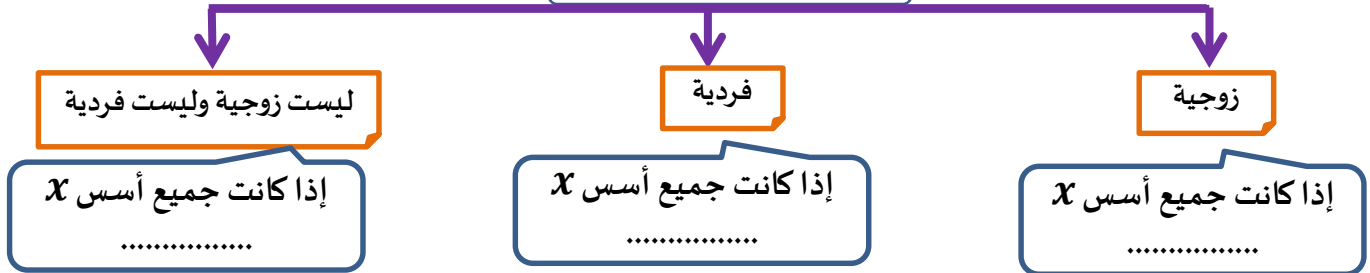 زوجية
فردية
ليست زوجية وليست فردية
إذا كانت جميع أسس x
................
إذا كانت جميع أسس x
................
إذا كانت جميع أسس x
................